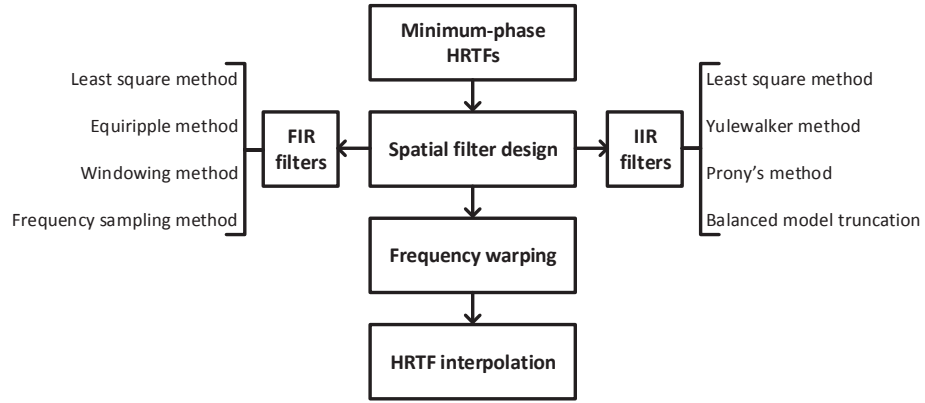 Minimum-phase
HRTFs
Least square method
Equiripple method
Windowing method
Frequency sampling method
FIR
filters
Spatial filter design
IIR
filters
Least square method
Yulewalker method
Prony's method
Balanced model truncation
Frequency warping
HRTF interpolation